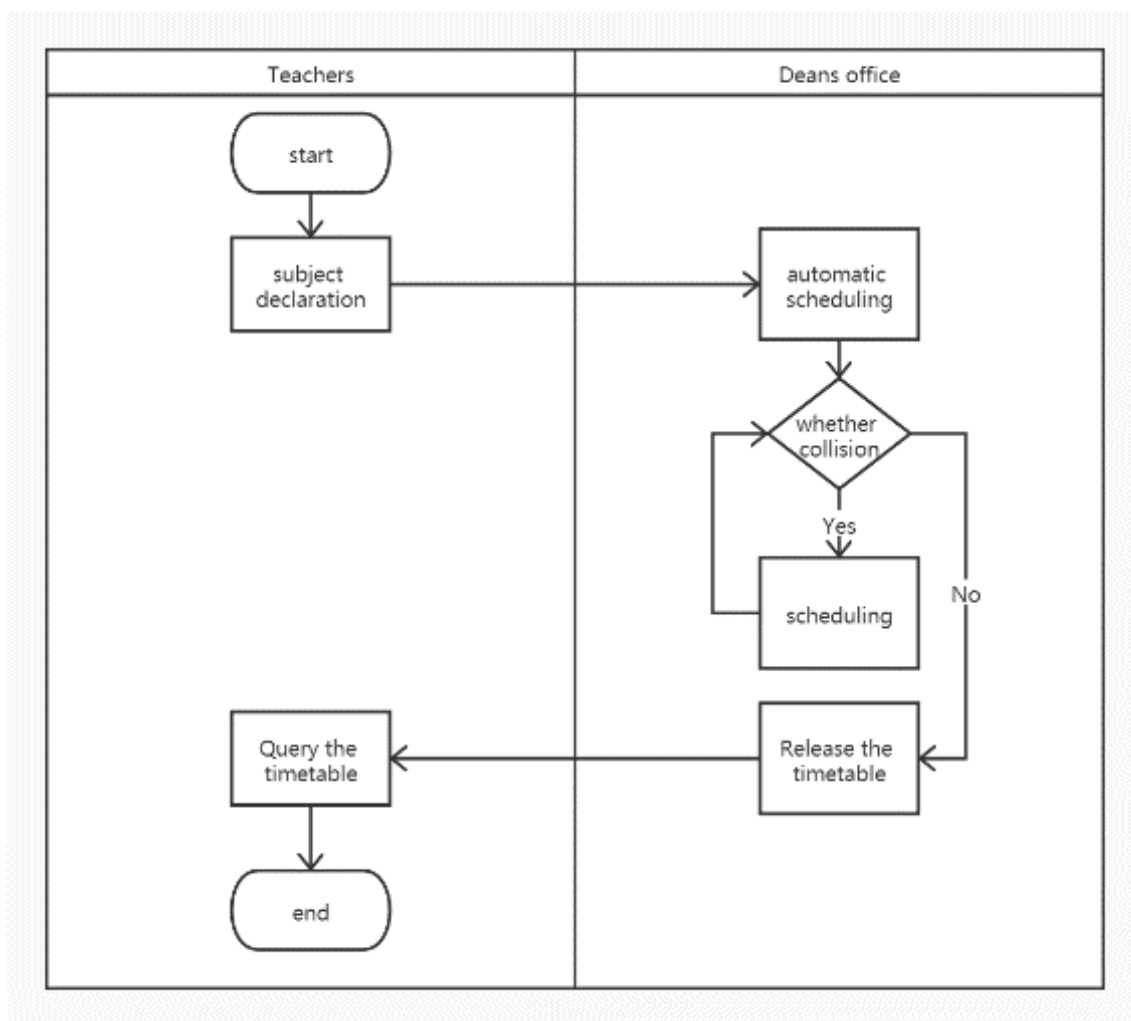 Teachers
Deans office
start
subject
declaration
automatic
scheduling
whether
collision
Yes
scheduling
No
Query the
timetable
Release the
timetable
end